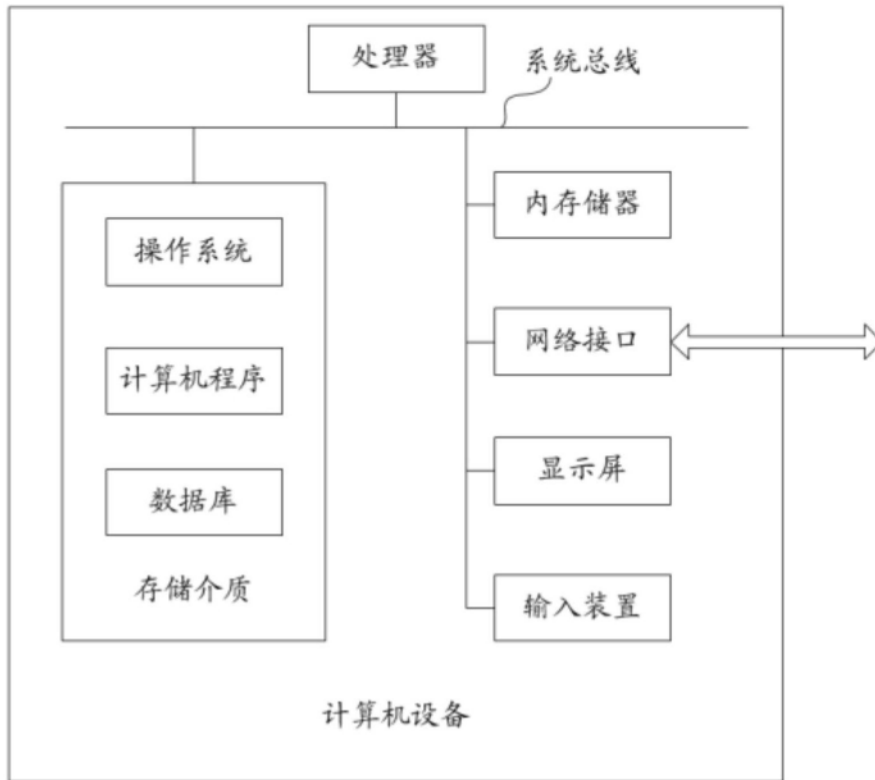 处理器
系统总线
操作系统
计算机程序
数据库
存储介质
内存储器
网络接口
显示屏
输入装置
计算机设备